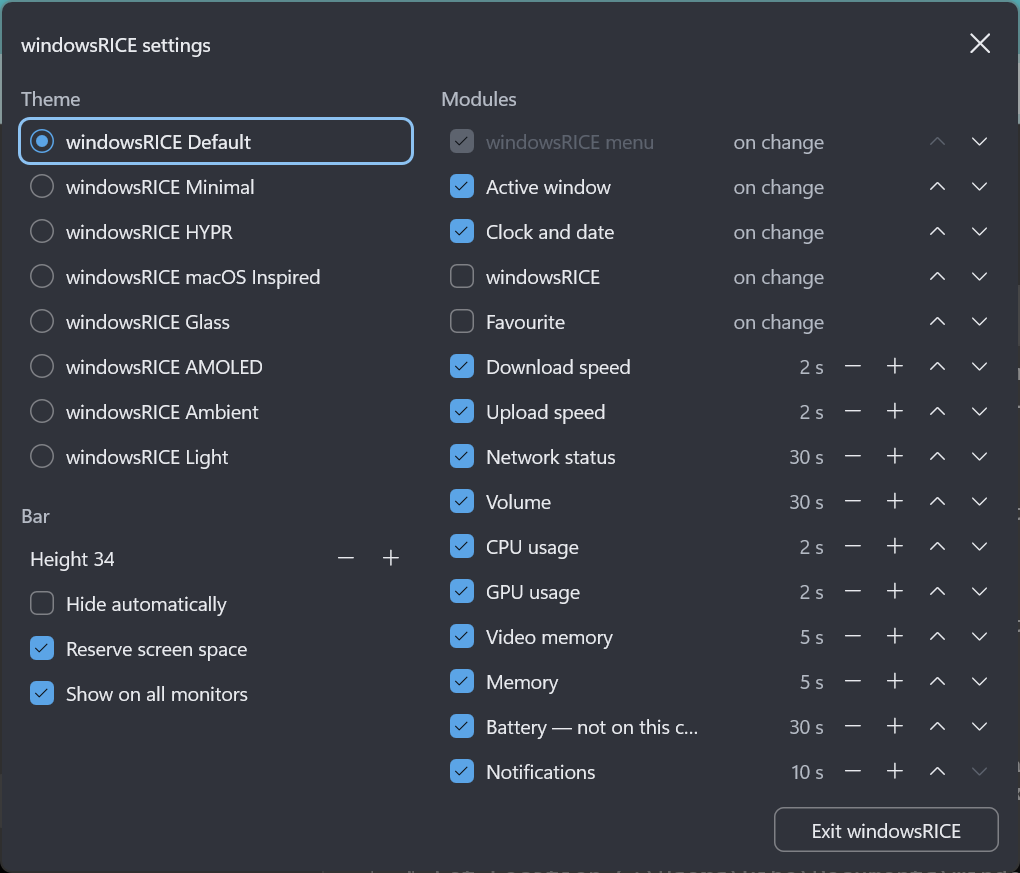 windowsRICE settings
Theme
windowsRICE Default
windowsRICE Minimal
windowsRICE HYPR
windowsRICE macOS Inspired
windowsRICE Glass
windowsRICE AMOLED
windowsRICE Ambient
windowsRICE Light
Bar
Height 34
Hide automatically
Reserve screen space
Show on all monitors
Modules
windowsRICE menu on change
Active window on change
Clock and date on change
windowsRICE on change
Favourite on change
Download speed 2 s
Upload speed 2 s
Network status 30 s
Volume 30 s
CPU usage 2 s
GPU usage 2 s
Video memory 5 s
Memory 5 s
Battery — not on this c... 30 s
Notifications 10 s
Exit windowsRICE